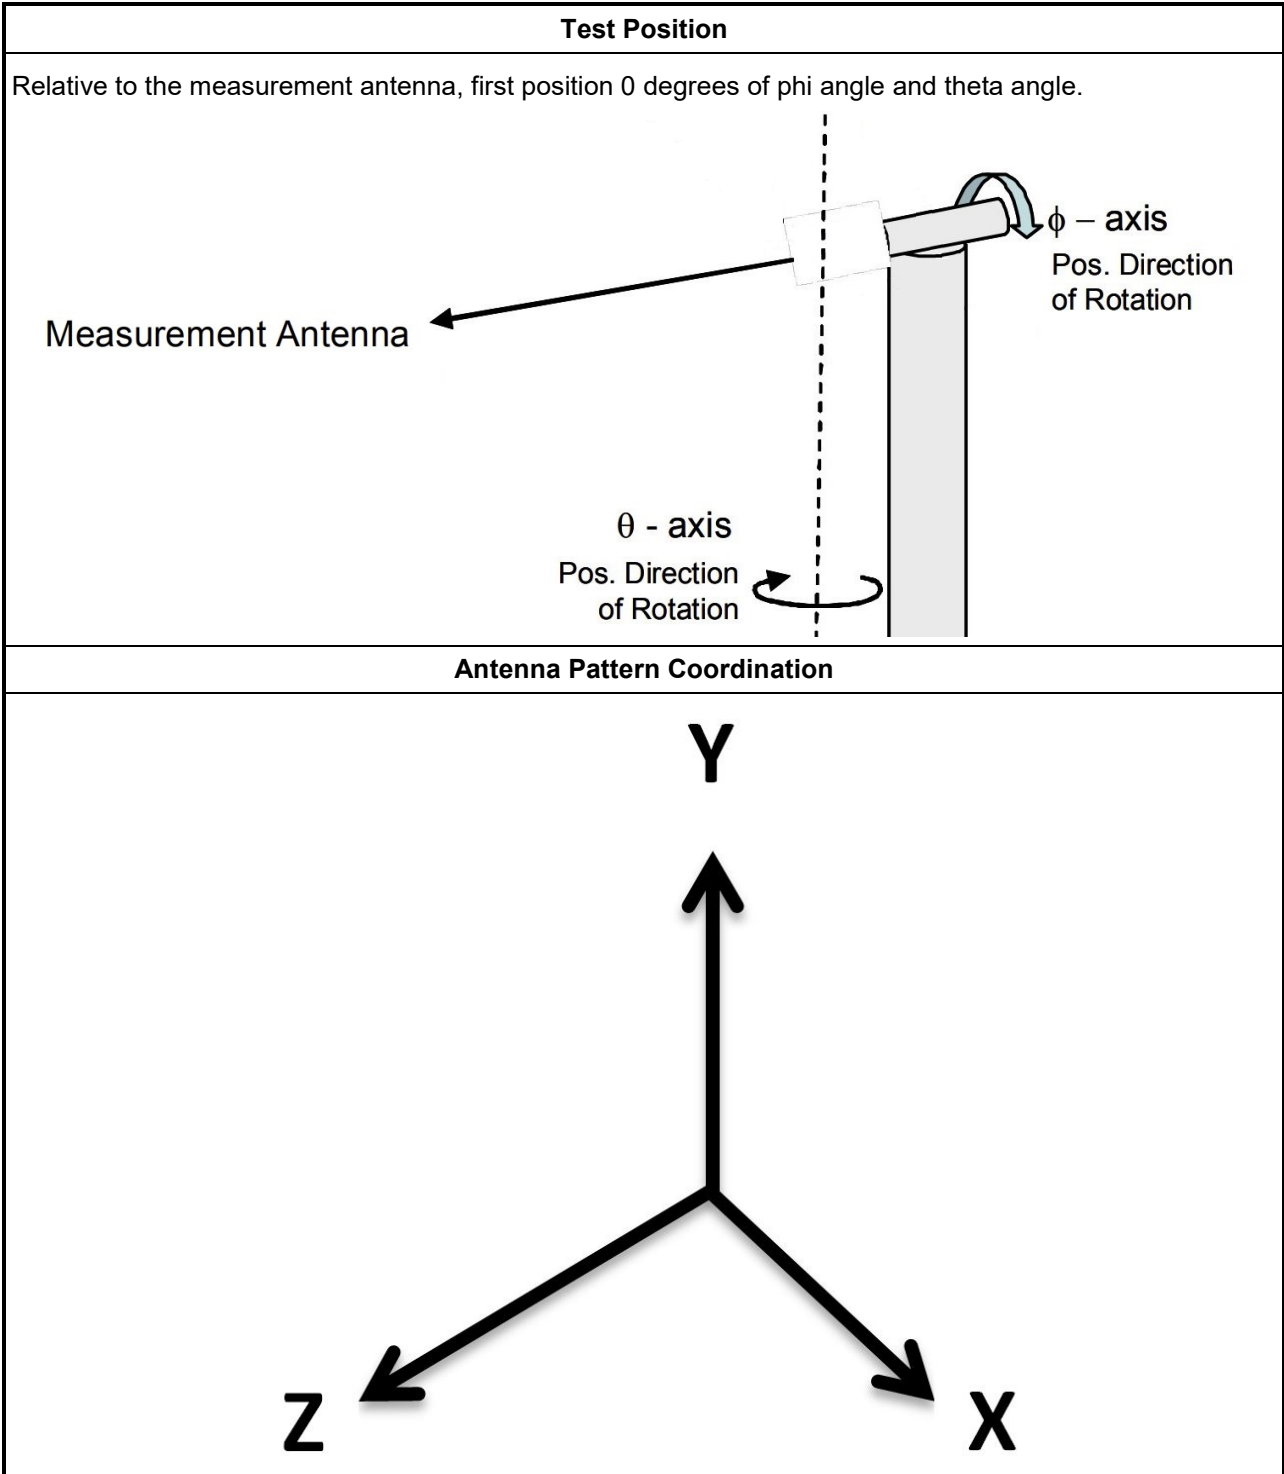 Test Position
Relative to the measurement antenna, first position 0 degrees of phi angle and theta angle.
ϕ – axis
Pos. Direction
of Rotation
Measurement Antenna
θ - axis
Pos. Direction
of Rotation
Antenna Pattern Coordination
Y
Z
X